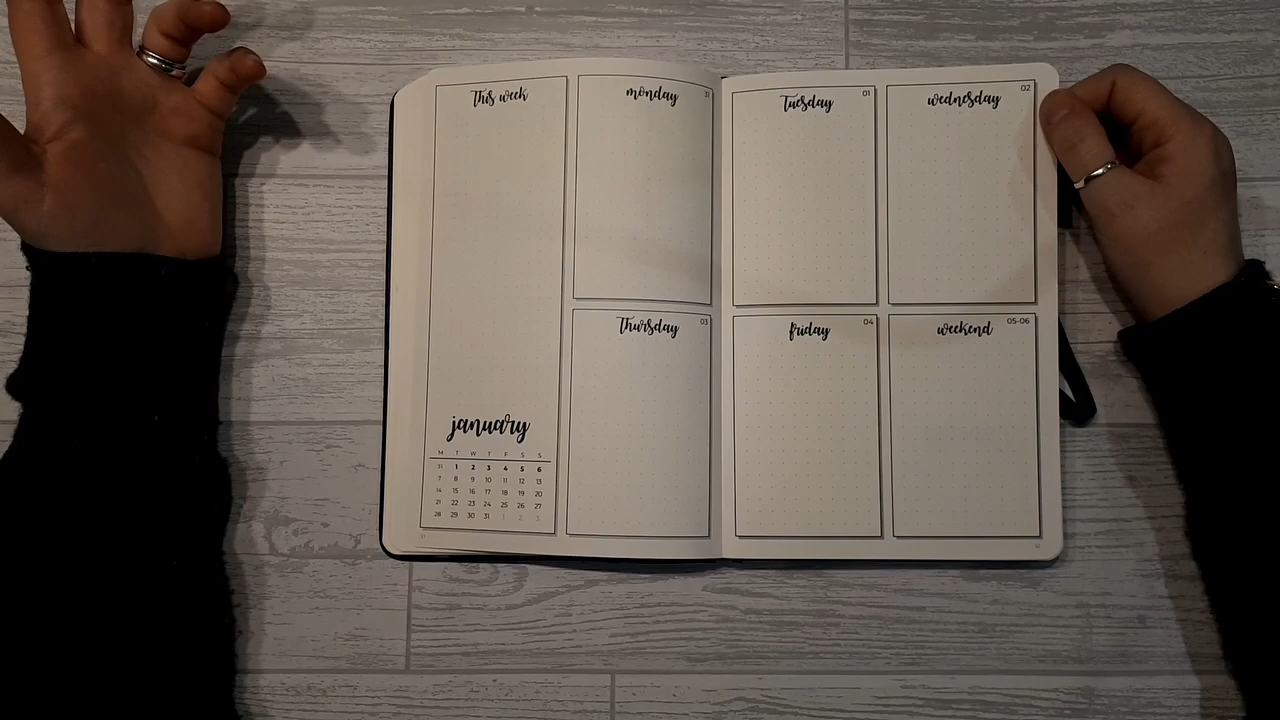 This week
january
M T W T F S S
31 1 2 3 4 5 6
7 8 9 10 11 12 13
14 15 16 17 18 19 20
21 22 23 24 25 26 27
28 29 30 31 1 2 3
monday 31
Thursday 03
Tuesday 01
wednesday 02
friday 04
weekend 05-06